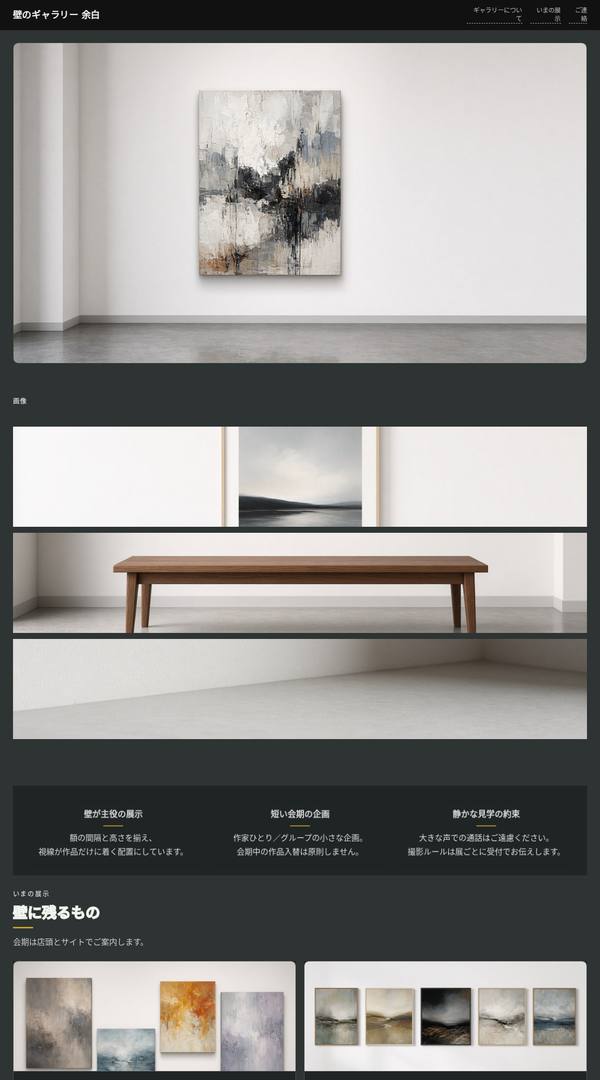 壁のギャラリー 余白
ギャラリーについ
て
いまの展
示
ご連
絡
画像
壁が主役の展示
額の間隔と高さを揃え、
視線が作品だけに着く配置にしています。
短い会期の企画
作家ひとり／グループの小さな企画。
会期中の作品入替は原則しません。
静かな見学の約束
大きな声での通話はご遠慮ください。
撮影ルールは展ごとに受付でお伝えします。
いまの展示
壁に残るもの
会期は店頭とサイトでご案内します。